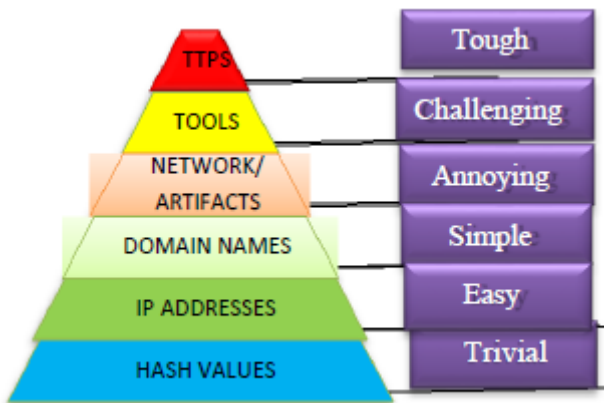 TTPS
Tough
TOOLS
Challenging
NETWORK/
ARTIFACTS
Annoying
DOMAIN NAMES
Simple
IP ADDRESSES
Easy
HASH VALUES
Trivial